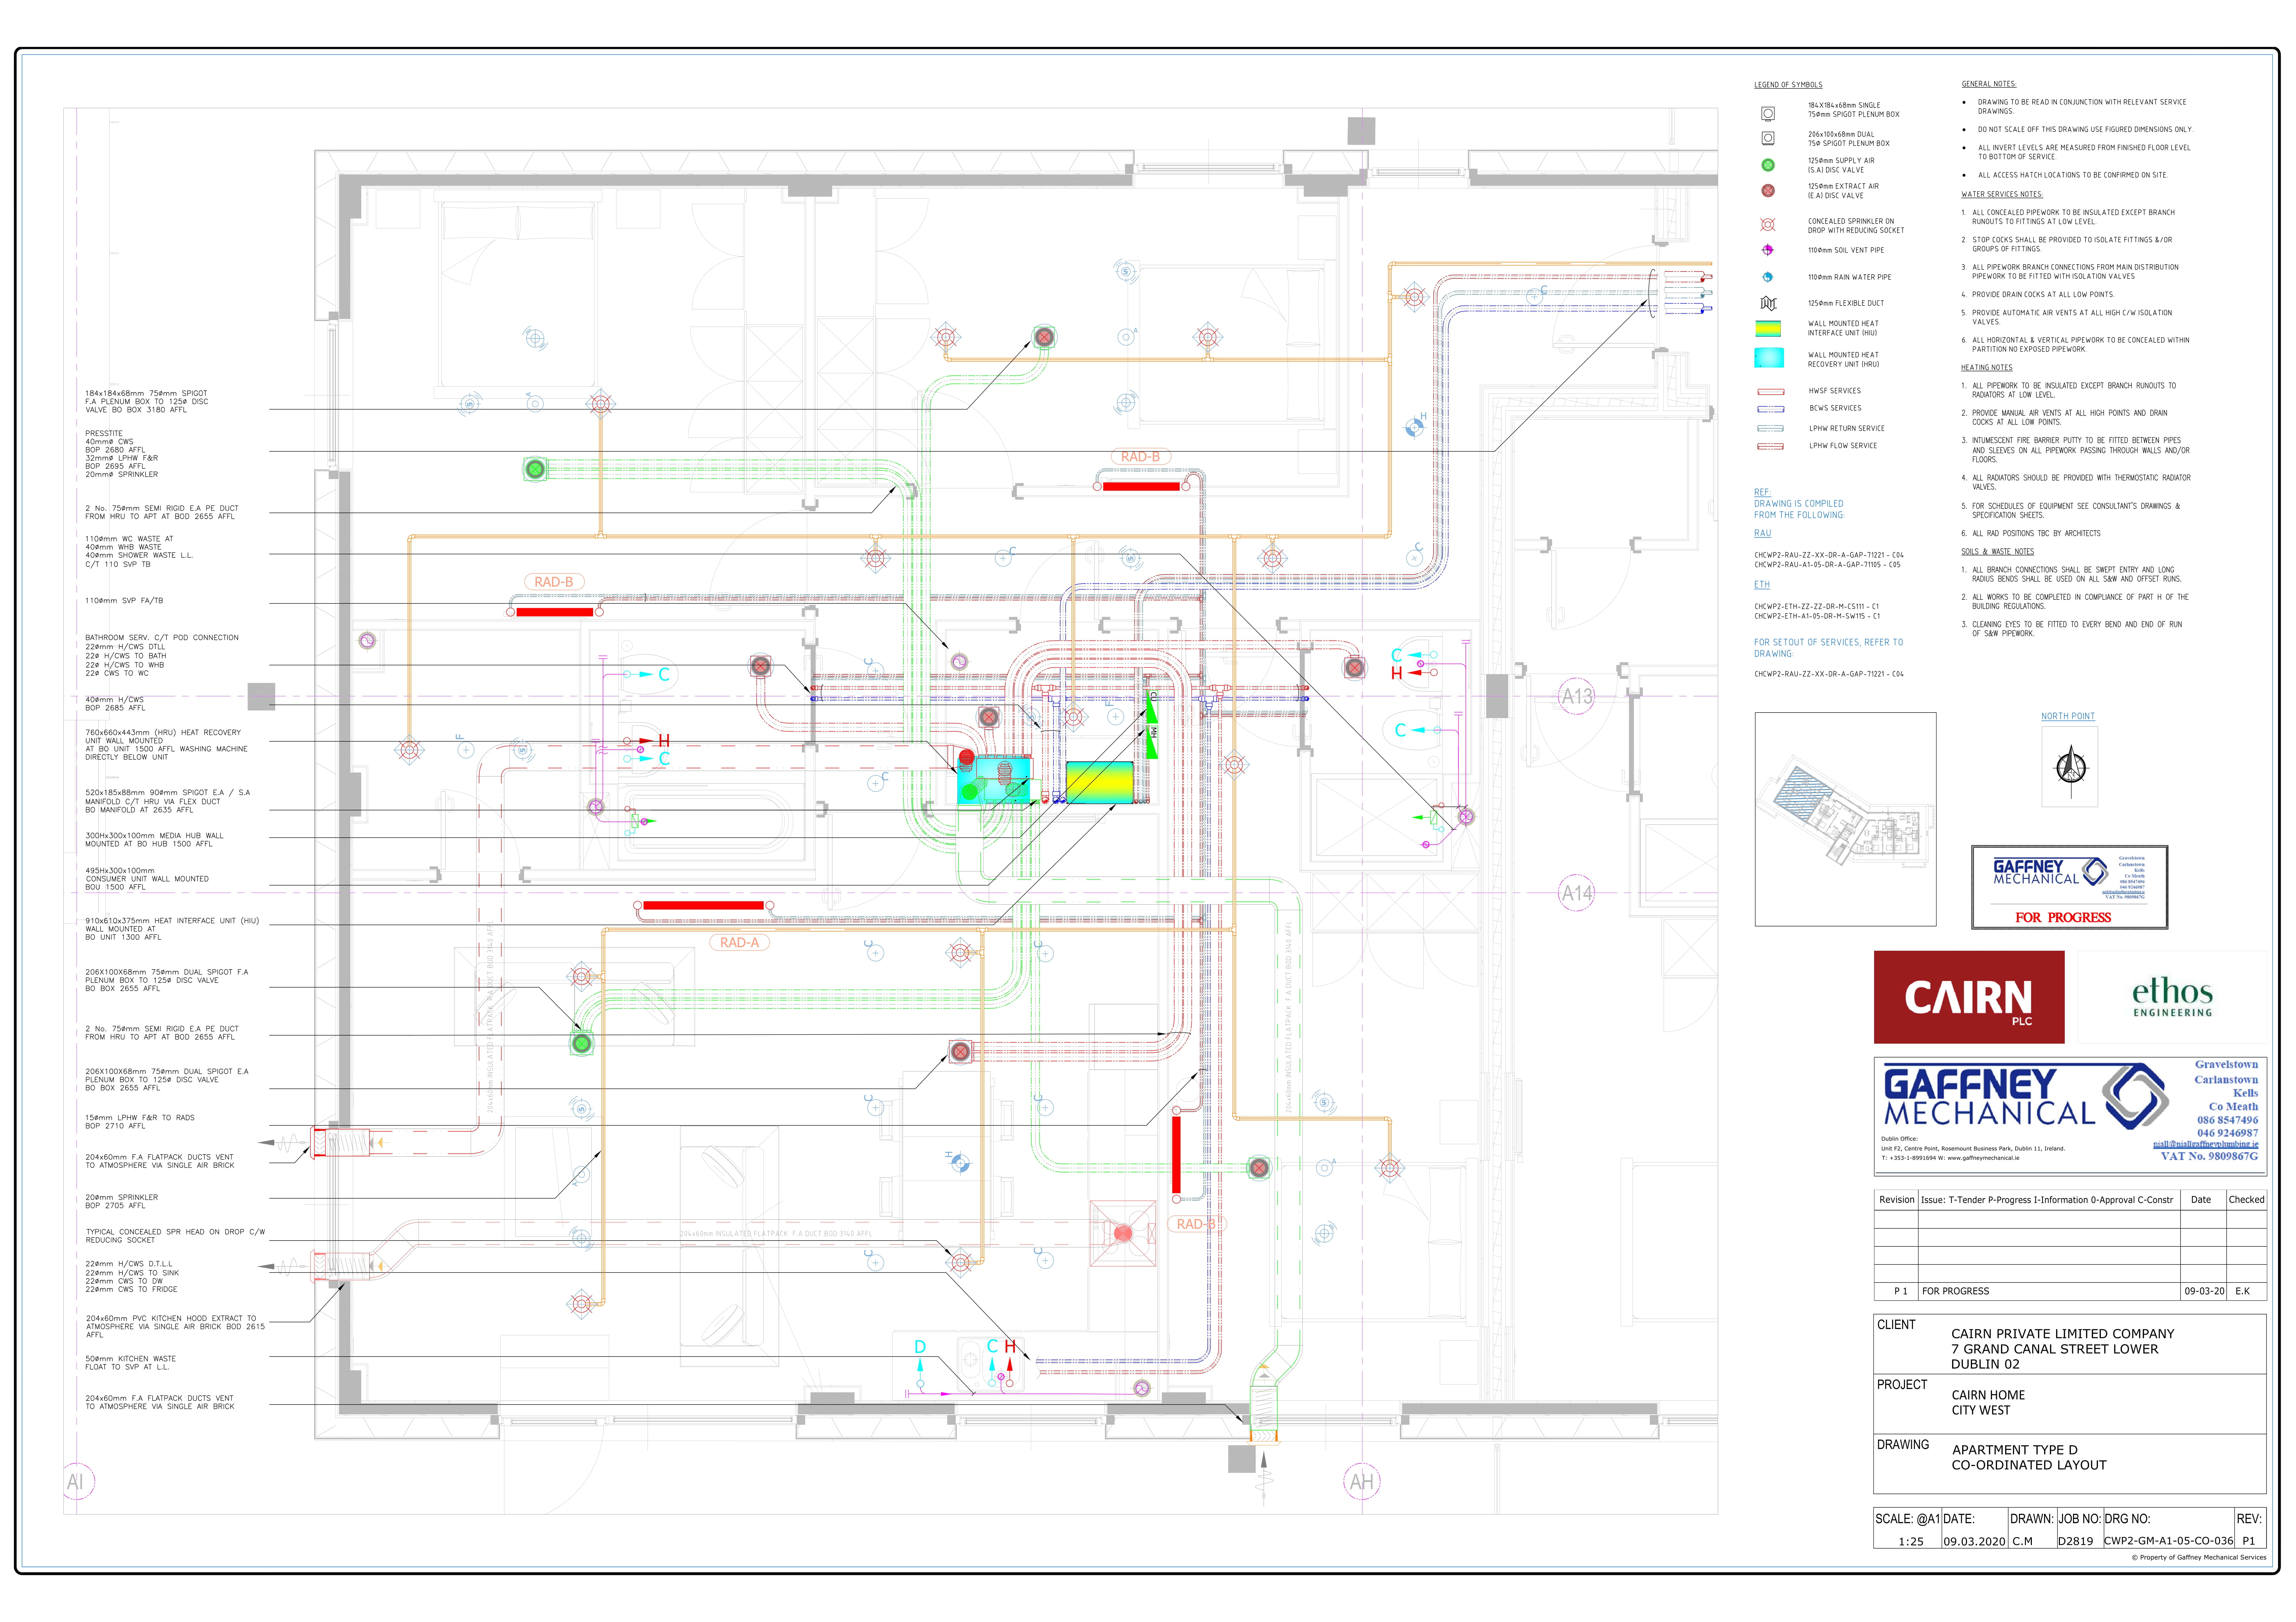 184x184x68mm 75ømm SPIGOT
F.A PLENUM BOX TO 125ø DISC
VALVE BO BOX 3180 AFFL
PRESSTITE
40mmø CWS
BOP 2680 AFFL
32mmø LPHW F&R
BOP 2695 AFFL
20mmø SPRINKLER
2 No. 75ømm SEMI RIGID E.A PE DUCT
FROM HRU TO APT AT BOD 2655 AFFL
110ømm WC WASTE AT
40ømm WHB WASTE
40ømm SHOWER WASTE L.L.
C/T 110 SVP TB
110ømm SVP FA/TB
BATHROOM SERV. C/T POD CONNECTION
22ømm H/CWS DTLL
22ø H/CWS TO BATH
22ø H/CWS TO WHB
22ø CWS TO WC
40ømm H/CWS
BOP 2685 AFFL
760x660x443mm (HRU) HEAT RECOVERY
UNIT WALL MOUNTED
AT BO UNIT 1500 AFFL WASHING MACHINE
DIRECTLY BELOW UNIT
520x185x88mm 90ømm SPIGOT E.A / S.A
MANIFOLD C/T HRU VIA FLEX DUCT
BO MANIFOLD AT 2635 AFFL
300Hx300x100mm MEDIA HUB WALL
MOUNTED AT BO HUB 1500 AFFL
495Hx300x100mm
CONSUMER UNIT WALL MOUNTED
BOU 1500 AFFL
910x610x375mm HEAT INTERFACE UNIT (HIU)
WALL MOUNTED AT
BO UNIT 1300 AFFL
206X100X68mm 75ømm DUAL SPIGOT F.A
PLENUM BOX TO 125ø DISC VALVE
BO BOX 2655 AFFL
2 No. 75ømm SEMI RIGID E.A PE DUCT
FROM HRU TO APT AT BOD 2655 AFFL
206X100X68mm 75ømm DUAL SPIGOT E.A
PLENUM BOX TO 125ø DISC VALVE
BO BOX 2655 AFFL
15ømm LPHW F&R TO RADS
BOP 2710 AFFL
204x60mm F.A FLATPACK DUCTS VENT
TO ATMOSPHERE VIA SINGLE AIR BRICK
20ømm SPRINKLER
BOP 2705 AFFL
TYPICAL CONCEALED SPR HEAD ON DROP C/W
REDUCING SOCKET
22ømm H/CWS D.T.L.L
22ømm H/CWS TO SINK
22ømm CWS TO DW
22ømm CWS TO FRIDGE
204x60mm PVC KITCHEN HOOD EXTRACT TO
ATMOSPHERE VIA SINGLE AIR BRICK BOD 2615
AFFL
50ømm KITCHEN WASTE
FLOAT TO SVP AT L.L.
204x60mm F.A FLATPACK DUCTS VENT
TO ATMOSPHERE VIA SINGLE AIR BRICK
RAD-B
RAD-B
RAD-A
RAD-B
C
H
C
C
H
C
D
C H
CU
MH
A13
A14
AI
AH
204x60mm INSULATED FLATPACK F.A DUCT BOD 3140 AFFL
204x60mm INSULATED FLATPACK F.A DUCT BOD 3140 AFFL
204x60mm INSULATED FLATPACK F.A DUCT BOD 3140 AFFL
LEGEND OF SYMBOLS
184X184x68mm SINGLE
75ømm SPIGOT PLENUM BOX
206x100x68mm DUAL
75ø SPIGOT PLENUM BOX
125ømm SUPPLY AIR
(S.A) DISC VALVE
125ømm EXTRACT AIR
(E.A) DISC VALVE
CONCEALED SPRINKLER ON
DROP WITH REDUCING SOCKET
110ømm SOIL VENT PIPE
110ømm RAIN WATER PIPE
125ømm FLEXIBLE DUCT
WALL MOUNTED HEAT
INTERFACE UNIT (HIU)
WALL MOUNTED HEAT
RECOVERY UNIT (HRU)
HWSF SERVICES
BCWS SERVICES
LPHW RETURN SERVICE
LPHW FLOW SERVICE
REF:
DRAWING IS COMPILED
FROM THE FOLLOWING:
RAU
CHCWP2-RAU-ZZ-XX-DR-A-GAP-71221 - C04
CHCWP2-RAU-A1-05-DR-A-GAP-71105 - C05
ETH
CHCWP2-ETH-ZZ-ZZ-DR-M-CS111 - C1
CHCWP2-ETH-A1-05-DR-M-SW115 - C1
FOR SETOUT OF SERVICES, REFER TO
DRAWING:
CHCWP2-RAU-ZZ-XX-DR-A-GAP-71221 - C04
GENERAL NOTES:
● DRAWING TO BE READ IN CONJUNCTION WITH RELEVANT SERVICE
DRAWINGS.
● DO NOT SCALE OFF THIS DRAWING USE FIGURED DIMENSIONS ONLY.
● ALL INVERT LEVELS ARE MEASURED FROM FINISHED FLOOR LEVEL
TO BOTTOM OF SERVICE.
● ALL ACCESS HATCH LOCATIONS TO BE CONFIRMED ON SITE.
WATER SERVICES NOTES:
1. ALL CONCEALED PIPEWORK TO BE INSULATED EXCEPT BRANCH
RUNOUTS TO FITTINGS AT LOW LEVEL.
2. STOP COCKS SHALL BE PROVIDED TO ISOLATE FITTINGS &/OR
GROUPS OF FITTINGS.
3. ALL PIPEWORK BRANCH CONNECTIONS FROM MAIN DISTRIBUTION
PIPEWORK TO BE FITTED WITH ISOLATION VALVES
4. PROVIDE DRAIN COCKS AT ALL LOW POINTS.
5. PROVIDE AUTOMATIC AIR VENTS AT ALL HIGH C/W ISOLATION
VALVES.
6. ALL HORIZONTAL & VERTICAL PIPEWORK TO BE CONCEALED WITHIN
PARTITION NO EXPOSED PIPEWORK.
HEATING NOTES
1. ALL PIPEWORK TO BE INSULATED EXCEPT BRANCH RUNOUTS TO
RADIATORS AT LOW LEVEL.
2. PROVIDE MANUAL AIR VENTS AT ALL HIGH POINTS AND DRAIN
COCKS AT ALL LOW POINTS.
3. INTUMESCENT FIRE BARRIER PUTTY TO BE FITTED BETWEEN PIPES
AND SLEEVES ON ALL PIPEWORK PASSING THROUGH WALLS AND/OR
FLOORS.
4. ALL RADIATORS SHOULD BE PROVIDED WITH THERMOSTATIC RADIATOR
VALVES.
5. FOR SCHEDULES OF EQUIPMENT SEE CONSULTANT'S DRAWINGS &
SPECIFICATION SHEETS.
6. ALL RAD POSITIONS TBC BY ARCHITECTS
SOILS & WASTE NOTES
1. ALL BRANCH CONNECTIONS SHALL BE SWEPT ENTRY AND LONG
RADIUS BENDS SHALL BE USED ON ALL S&W AND OFFSET RUNS.
2. ALL WORKS TO BE COMPLETED IN COMPLIANCE OF PART H OF THE
BUILDING REGULATIONS.
3. CLEANING EYES TO BE FITTED TO EVERY BEND AND END OF RUN
OF S&W PIPEWORK.
NORTH POINT
GAFFNEY
MECHANICAL
Gravelstown
Carlanstown
Kells
Co Meath
086 8547496
046 9246987
VAT No. 9809867G
FOR PROGRESS
CAIRN
PLC
ethos
ENGINEERING
GAFFNEY
MECHANICAL
Gravelstown
Carlanstown
Kells
Co Meath
086 8547496
046 9246987
niall@niallgaffneyplumbing.ie
VAT No. 9809867G
Dublin Office:
Unit F2, Centre Point, Rosemount Business Park, Dublin 11, Ireland.
T: +353-1-8991694 W: www.gaffneymechanical.ie
Revision Issue: T-Tender P-Progress I-Information 0-Approval C-Constr Date Checked
P 1 FOR PROGRESS 09-03-20 E.K
CLIENT
CAIRN PRIVATE LIMITED COMPANY
7 GRAND CANAL STREET LOWER
DUBLIN 02
PROJECT
CAIRN HOME
CITY WEST
DRAWING
APARTMENT TYPE D
CO-ORDINATED LAYOUT
SCALE: @A1 DATE: DRAWN: JOB NO: DRG NO: REV:
1:25 09.03.2020 C.M D2819 CWP2-GM-A1-05-CO-036 P1
© Property of Gaffney Mechanical Services